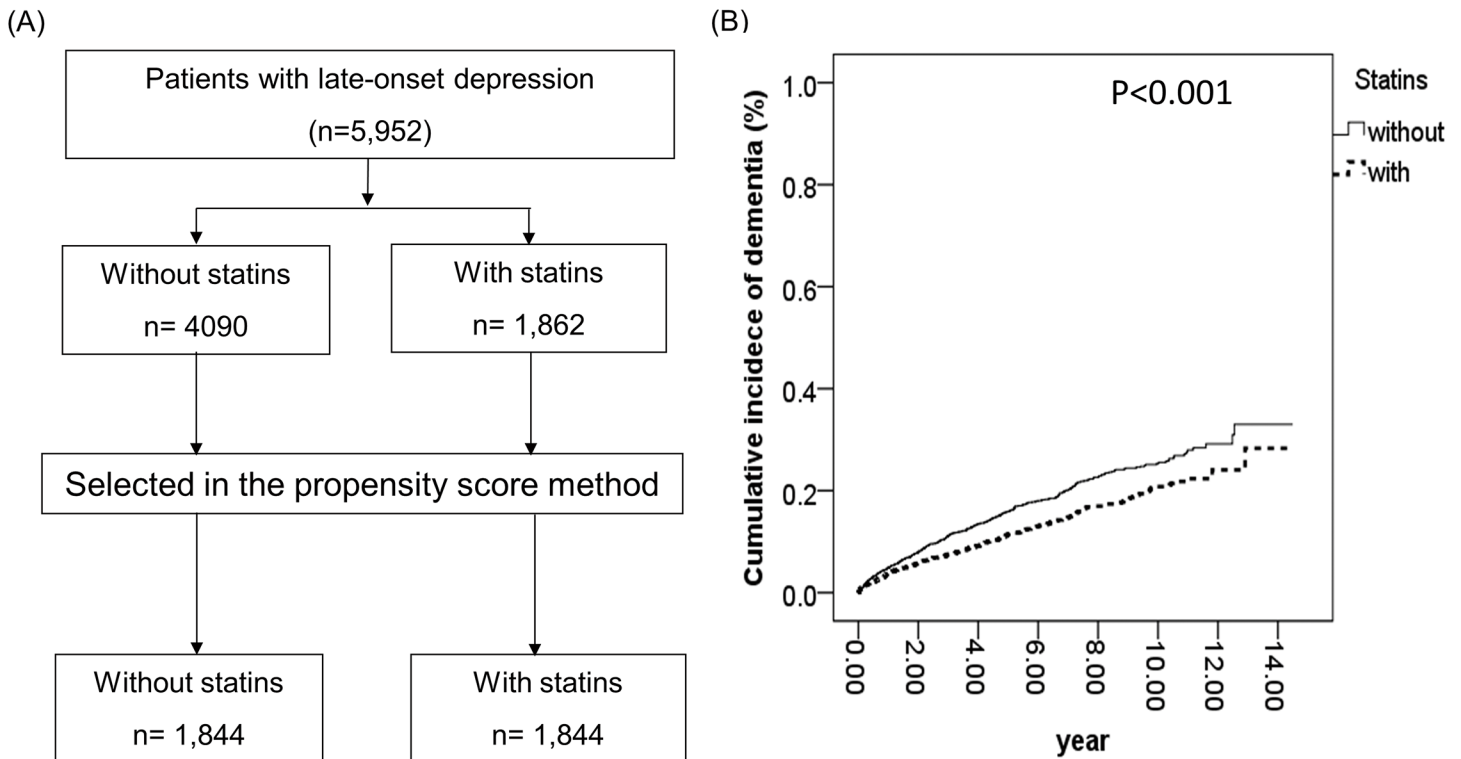 (A)
Patients with late-onset depression
(n=5,952)
Without statins
n= 4090
With statins
n= 1,862
Selected in the propensity score method
Without statins
n= 1,844
With statins
n= 1,844
(B)
P<0.001
Statins
without
with
Cumulative incidece of dementia (%)
1.0
0.8
0.6
0.4
0.2
0.0
0.00
2.00
4.00
6.00
8.00
10.00
12.00
14.00
year